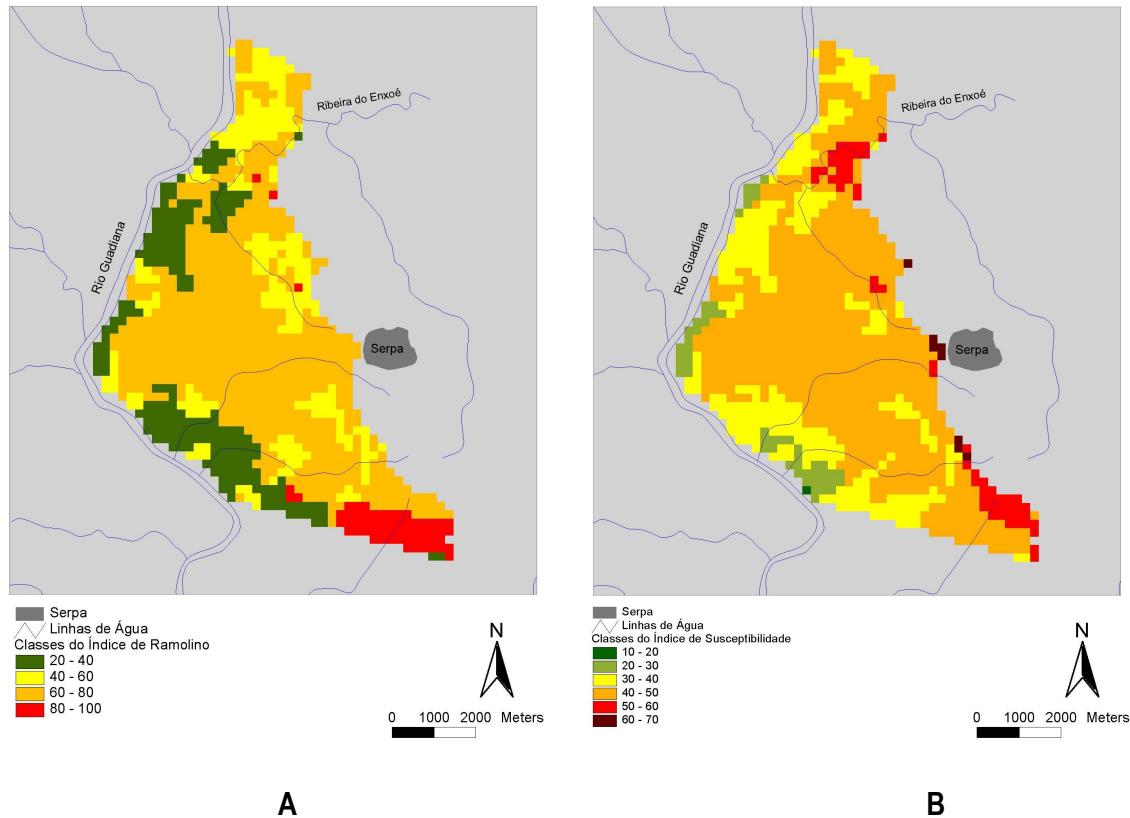 Ribeira do Enxoé
Rio Guadiana
Serpa
Serpa
Linhas de Água
Classes do Índice de Ramolino
20 - 40
40 - 60
60 - 80
80 - 100
N
0 1000 2000 Meters
A
Ribeira do Enxoé
Rio Guadiana
Serpa
Serpa
Linhas de Água
Classes do Índice de Susceptibilidade
10 - 20
20 - 30
30 - 40
40 - 50
50 - 60
60 - 70
N
0 1000 2000 Meters
B